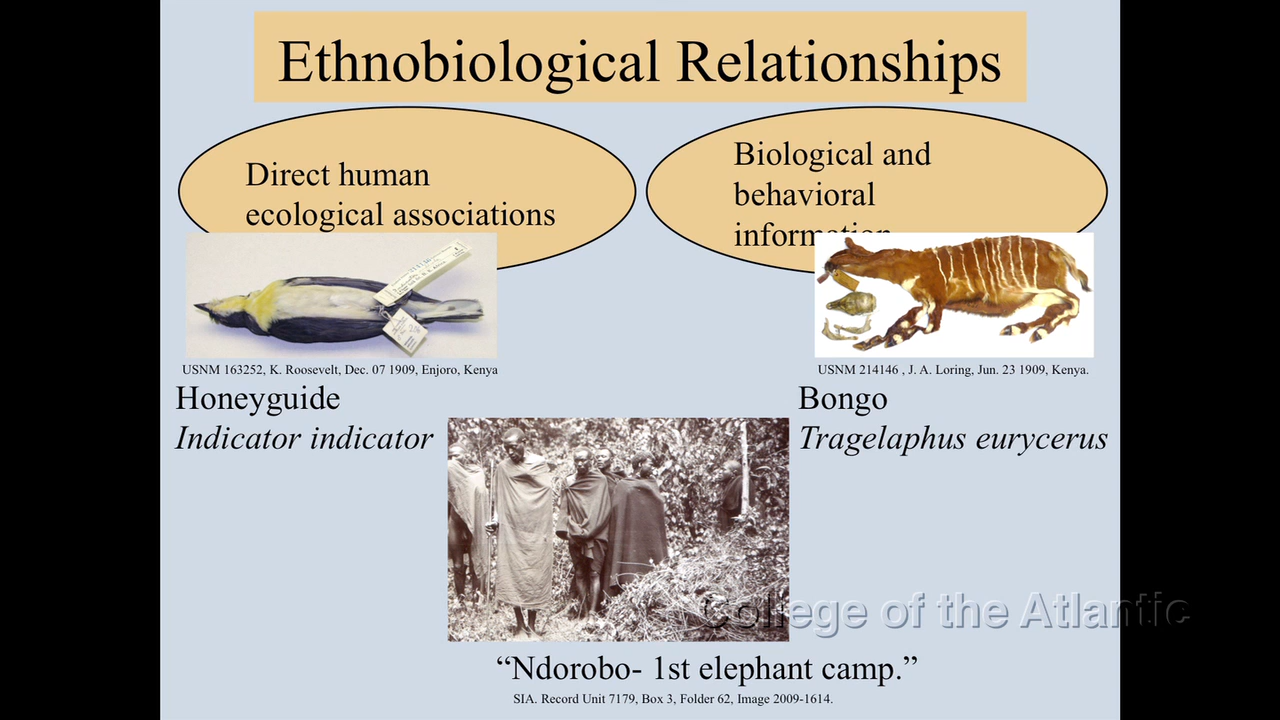 Ethnobiological Relationships
Direct human
ecological associations
Biological and
behavioral
information
USNM 163252, K. Roosevelt, Dec. 07 1909, Enjoro, Kenya
Honeyguide
Indicator indicator
USNM 214146 , J. A. Loring, Jun. 23 1909, Kenya.
Bongo
Tragelaphus eurycerus
College of the Atlantic
“Ndorobo- 1st elephant camp.”
SIA. Record Unit 7179, Box 3, Folder 62, Image 2009-1614.